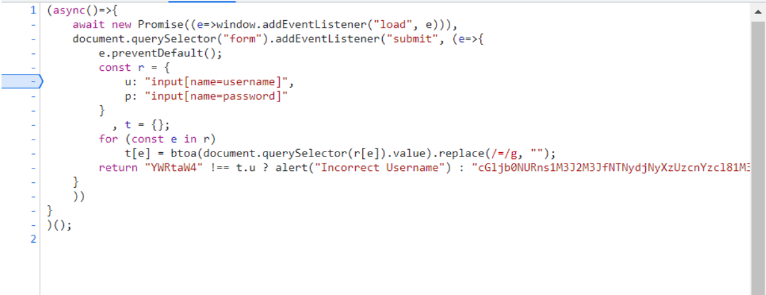 1 (async()=>{
- await new Promise((e=>window.addEventListener("load", e))),
- document.querySelector("form").addEventListener("submit", (e=>{
- e.preventDefault();
- const r = {
- u: "input[name=username]",
- p: "input[name=password]"
- }
- , t = {};
- for (const e in r)
- t[e] = btoa(document.querySelector(r[e]).value).replace(/=/g, "");
- return "YWRtaW4" !== t.u ? alert("Incorrect Username") : "cGljb0NURns1M3J2M3JfNTNydjNyXzUzcnYzcl81M3
- }
- ))
- }
- )();
2